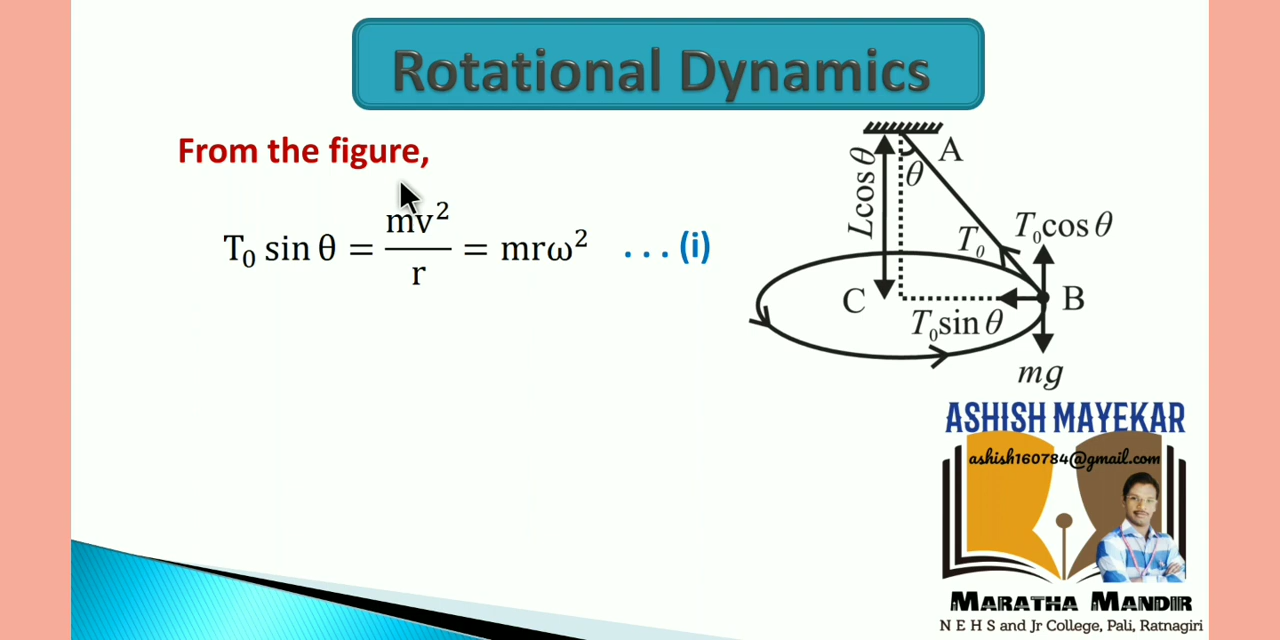 Rotational Dynamics
From the figure,
T₀ sin θ = mv²/r = mrω² ...(i)
A
θ
L cos θ
T₀
T₀cos θ
C
B
T₀sin θ
mg
ASHISH MAYEKAR
ashish160784@gmail.com
MARATHA MANDIR
N E H S and Jr College, Pali, Ratnagiri